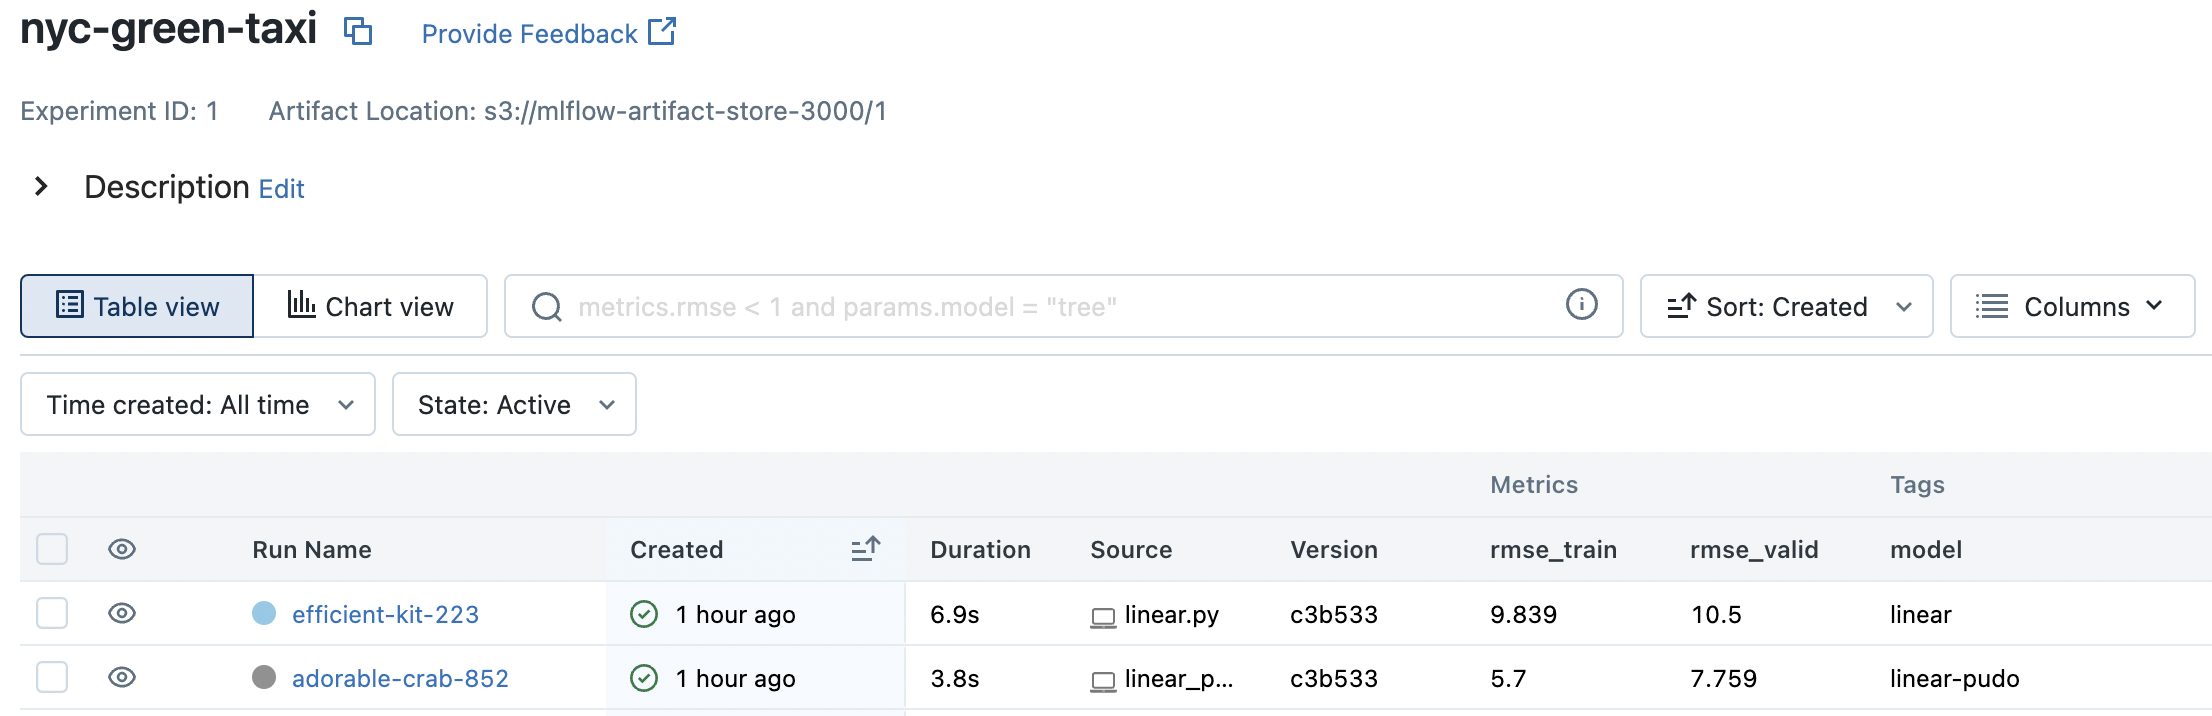 nyc-green-taxi Provide Feedback
Experiment ID: 1 Artifact Location: s3://mlflow-artifact-store-3000/1
Description Edit
Table view Chart view metrics.rmse < 1 and params.model = "tree" Sort: Created Columns
Time created: All time State: Active
Metrics Tags
Run Name Created Duration Source Version rmse_train rmse_valid model
efficient-kit-223 1 hour ago 6.9s linear.py c3b533 9.839 10.5 linear
adorable-crab-852 1 hour ago 3.8s linear_p... c3b533 5.7 7.759 linear-pudo